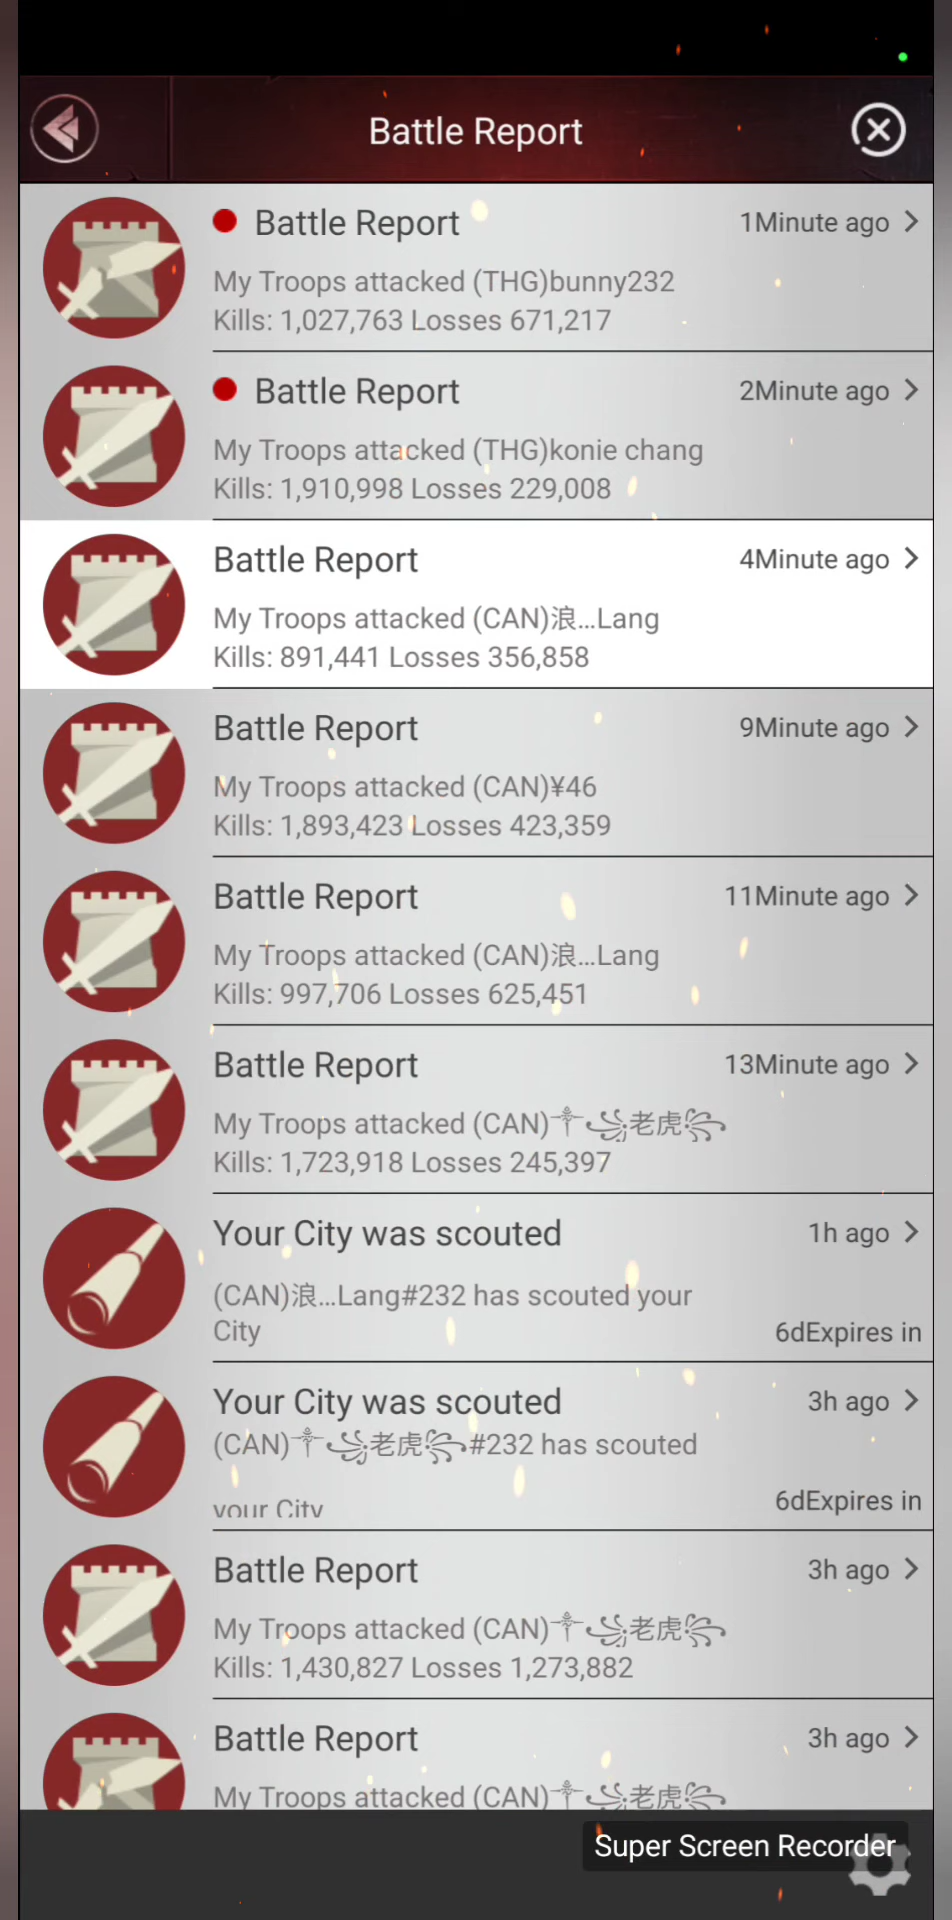 Battle Report
Battle Report
1Minute ago
My Troops attacked (THG)bunny232
Kills: 1,027,763 Losses 671,217
Battle Report
2Minute ago
My Troops attacked (THG)konie chang
Kills: 1,910,998 Losses 229,008
Battle Report
4Minute ago
My Troops attacked (CAN)浪...Lang
Kills: 891,441 Losses 356,858
Battle Report
9Minute ago
My Troops attacked (CAN)¥46
Kills: 1,893,423 Losses 423,359
Battle Report
11Minute ago
My Troops attacked (CAN)浪...Lang
Kills: 997,706 Losses 625,451
Battle Report
13Minute ago
My Troops attacked (CAN)༒꧁老虎꧂
Kills: 1,723,918 Losses 245,397
Your City was scouted
1h ago
(CAN)浪...Lang#232 has scouted your
City
6dExpires in
Your City was scouted
3h ago
(CAN)༒꧁老虎꧂#232 has scouted
your City
6dExpires in
Battle Report
3h ago
My Troops attacked (CAN)༒꧁老虎꧂
Kills: 1,430,827 Losses 1,273,882
Battle Report
3h ago
My Troops attacked (CAN)༒꧁老虎꧂
Super Screen Recorder